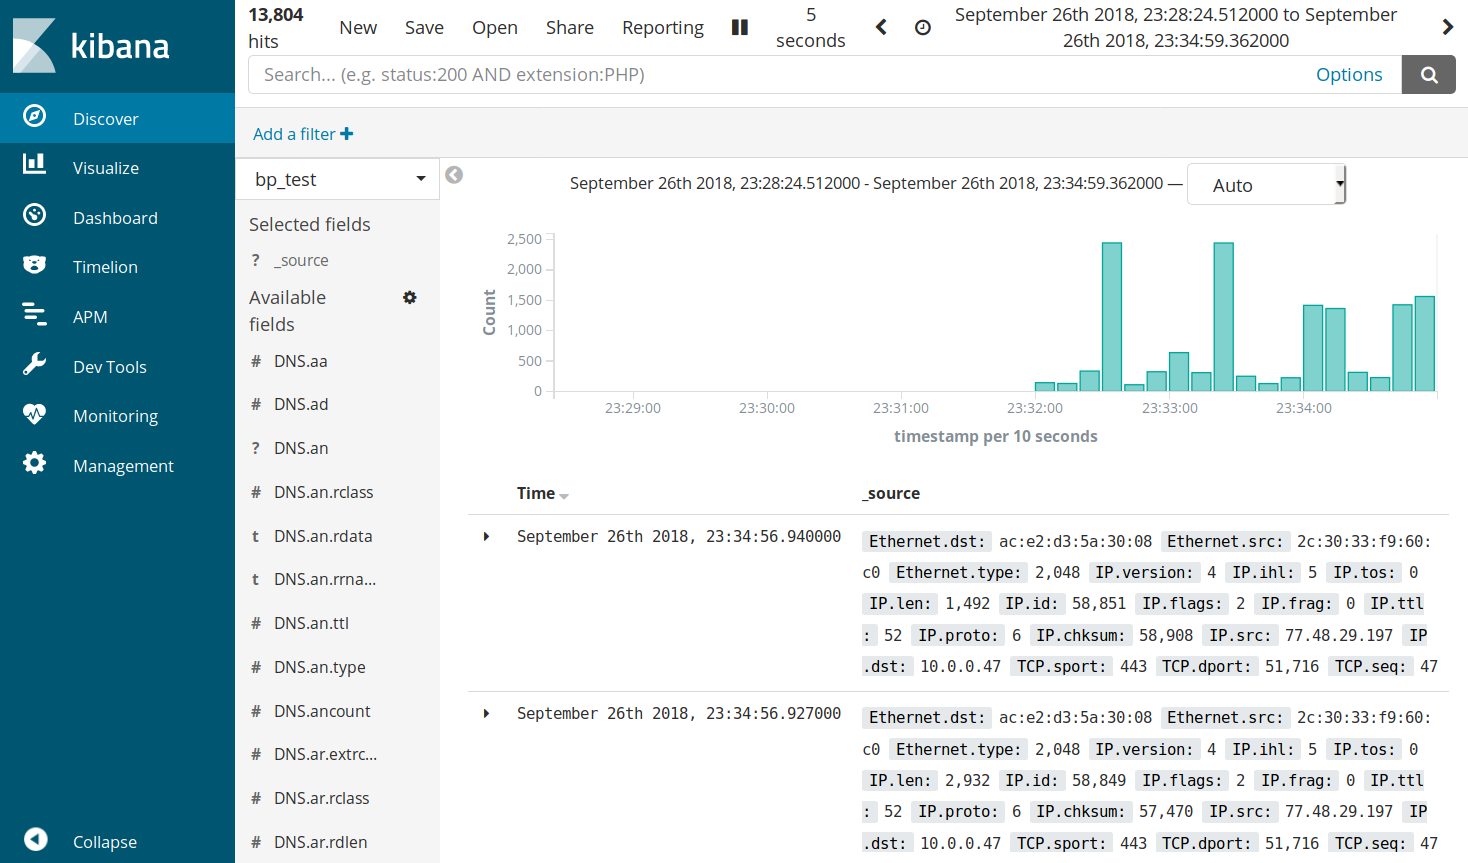 kibana
Discover
Visualize
Dashboard
Timelion
APM
Dev Tools
Monitoring
Management
Collapse
13,804
hits
New Save Open Share Reporting
5
seconds
September 26th 2018, 23:28:24.512000 to September
26th 2018, 23:34:59.362000
Search... (e.g. status:200 AND extension:PHP)
Options
Add a filter
bp_test
Selected fields
? _source
Available
fields
# DNS.aa
# DNS.ad
? DNS.an
# DNS.an.rclass
t DNS.an.rdata
t DNS.an.rrna...
# DNS.an.ttl
# DNS.an.type
# DNS.ancount
# DNS.ar.extrc...
# DNS.ar.rclass
# DNS.ar.rdlen
September 26th 2018, 23:28:24.512000 - September 26th 2018, 23:34:59.362000 — Auto
Count
2,500
2,000
1,500
1,000
500
0
23:29:00 23:30:00 23:31:00 23:32:00 23:33:00 23:34:00
timestamp per 10 seconds
Time _source
September 26th 2018, 23:34:56.940000
Ethernet.dst: ac:e2:d3:5a:30:08 Ethernet.src: 2c:30:33:f9:60:
c0 Ethernet.type: 2,048 IP.version: 4 IP.ihl: 5 IP.tos: 0
IP.len: 1,492 IP.id: 58,851 IP.flags: 2 IP.frag: 0 IP.ttl
: 52 IP.proto: 6 IP.chksum: 58,908 IP.src: 77.48.29.197 IP
.dst: 10.0.0.47 TCP.sport: 443 TCP.dport: 51,716 TCP.seq: 47
September 26th 2018, 23:34:56.927000
Ethernet.dst: ac:e2:d3:5a:30:08 Ethernet.src: 2c:30:33:f9:60:
c0 Ethernet.type: 2,048 IP.version: 4 IP.ihl: 5 IP.tos: 0
IP.len: 2,932 IP.id: 58,849 IP.flags: 2 IP.frag: 0 IP.ttl
: 52 IP.proto: 6 IP.chksum: 57,470 IP.src: 77.48.29.197 IP
.dst: 10.0.0.47 TCP.sport: 443 TCP.dport: 51,716 TCP.seq: 47